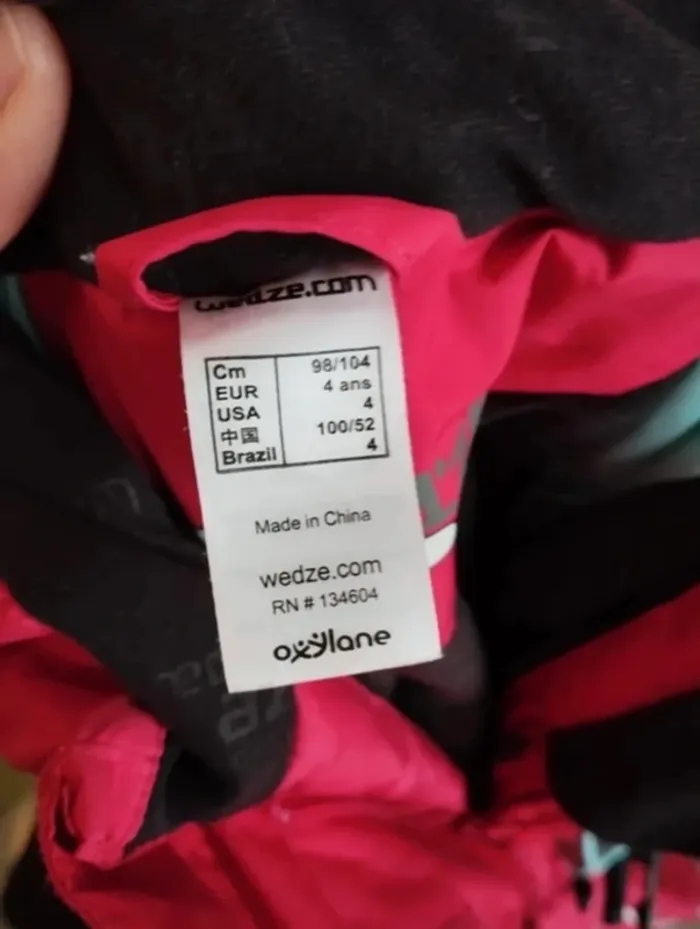 wedze.com
Cm 98/104
EUR 4 ans
USA 4
中国 100/52
Brazil 4
Made in China
wedze.com
RN # 134604
oxylane